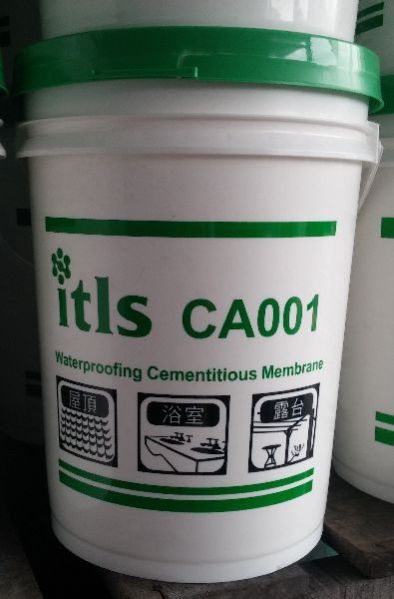 itls CA001
Waterproofing Cementitious Membrane
屋頂 浴室 露台